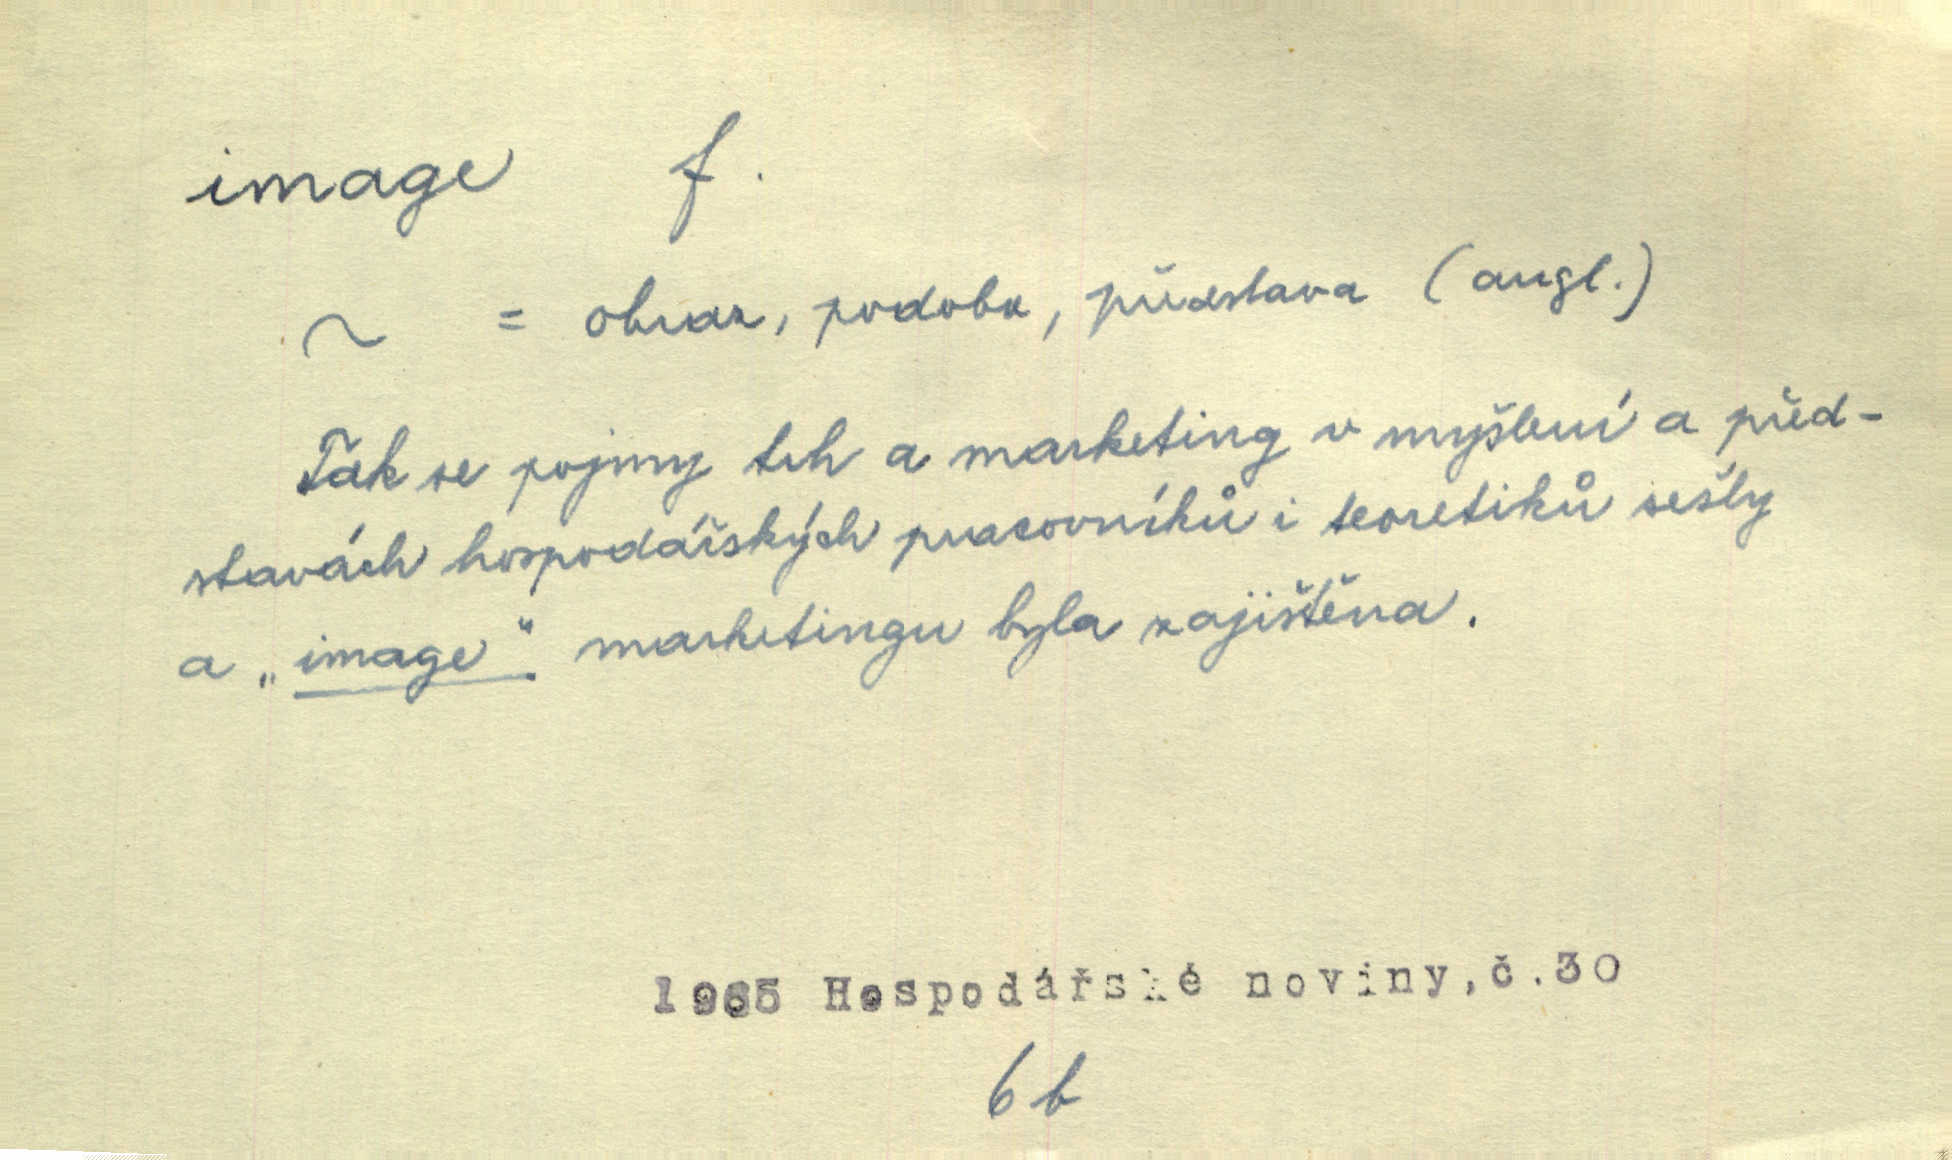 image f.
~ = obraz, podoba, představa (angl.)
Tak se pojmy trh a marketing v myšlení a před-
stavách hospodářských pracovníků i teoretiků sešly
a „image“ marketingu byla zajištěna.
1965 Hospodářské noviny,č.30
6b